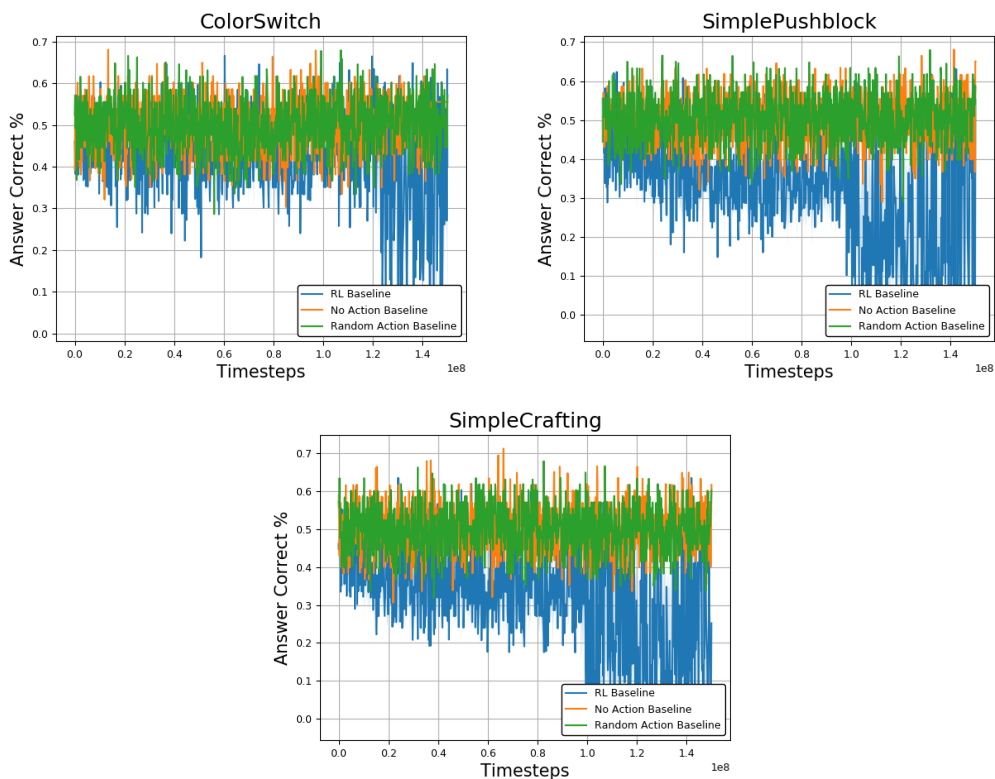 ColorSwitch
0.7
0.6
0.5
0.4
0.3
0.2
0.1
0.0
Answer Correct %
RL Baseline
No Action Baseline
Random Action Baseline
0.0 0.2 0.4 0.6 0.8 1.0 1.2 1.4
1e8
Timesteps
SimplePushblock
0.7
0.6
0.5
0.4
0.3
0.2
0.1
0.0
Answer Correct %
RL Baseline
No Action Baseline
Random Action Baseline
0.0 0.2 0.4 0.6 0.8 1.0 1.2 1.4
1e8
Timesteps
SimpleCrafting
0.7
0.6
0.5
0.4
0.3
0.2
0.1
0.0
Answer Correct %
RL Baseline
No Action Baseline
Random Action Baseline
0.0 0.2 0.4 0.6 0.8 1.0 1.2 1.4
1e8
Timesteps